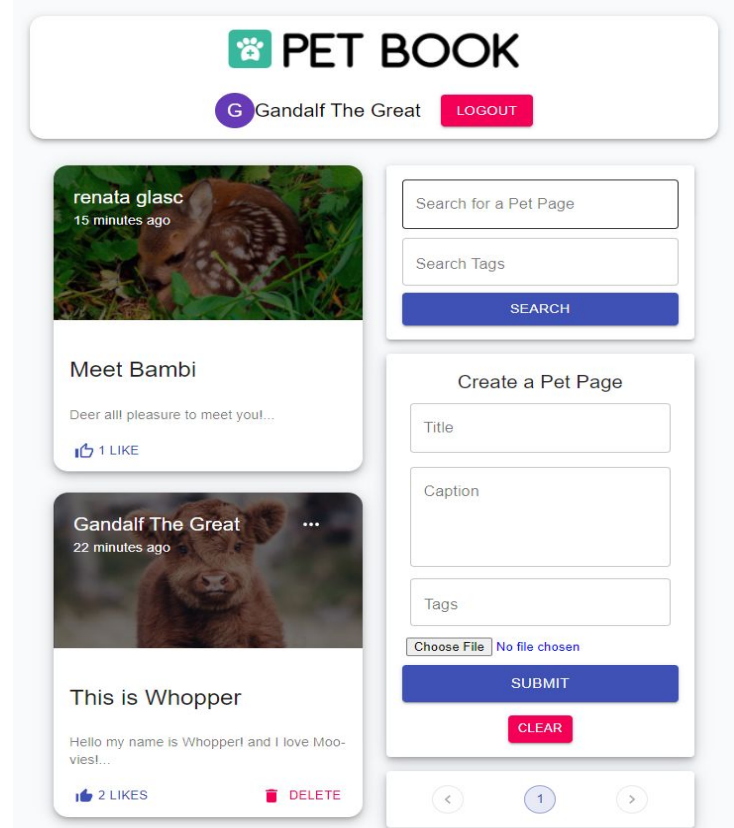 PET BOOK
G Gandalf The Great LOGOUT
renata glasc
15 minutes ago
Meet Bambi
Deer all! pleasure to meet you!...
1 LIKE
Gandalf The Great ...
22 minutes ago
This is Whopper
Hello my name is Whopper! and I love Moo-
vies!...
2 LIKES DELETE
Search for a Pet Page
Search Tags
SEARCH
Create a Pet Page
Title
Caption
Tags
Choose File No file chosen
SUBMIT
CLEAR
< 1 >